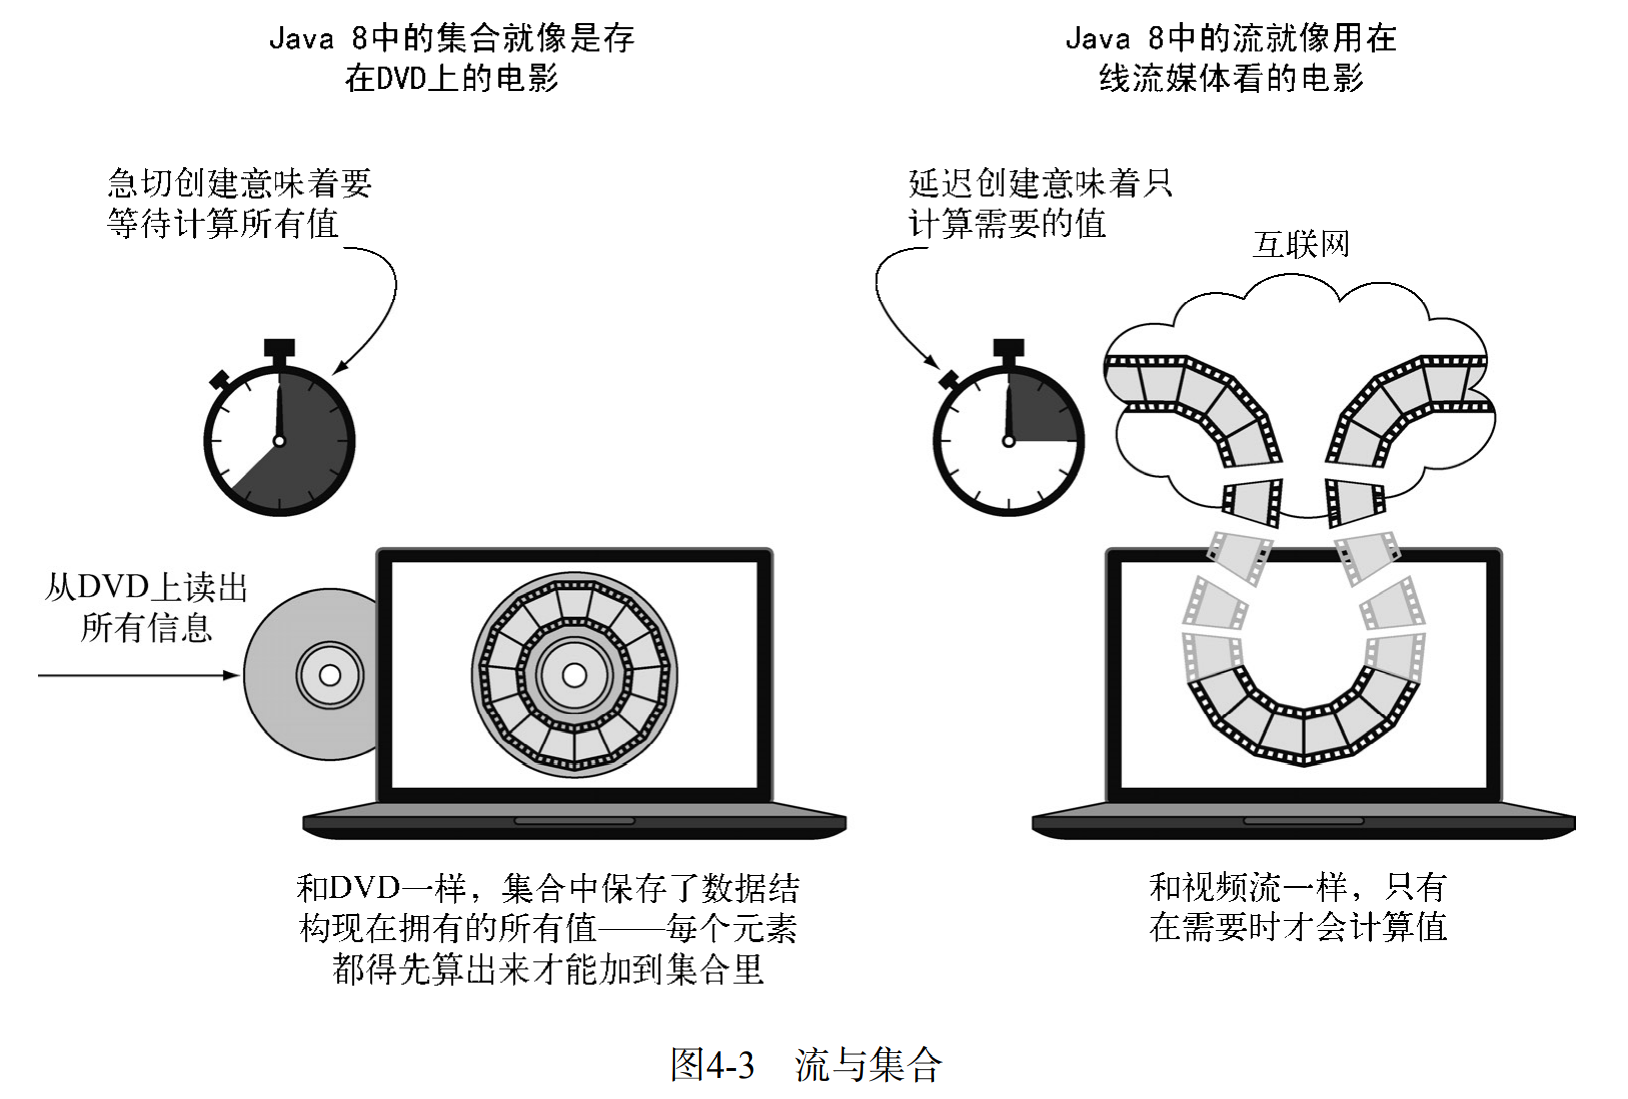 Java 8中的集合就像是存
在DVD上的电影
急切创建意味着要
等待计算所有值
从DVD上读出
所有信息
和DVD一样，集合中保存了数据结
构现在拥有的所有值——每个元素
都得先算出来才能加到集合里
Java 8中的流就像用在
线流媒体看的电影
延迟创建意味着只
计算需要的值
互联网
和视频流一样，只有
在需要时才会计算值
图4-3 流与集合